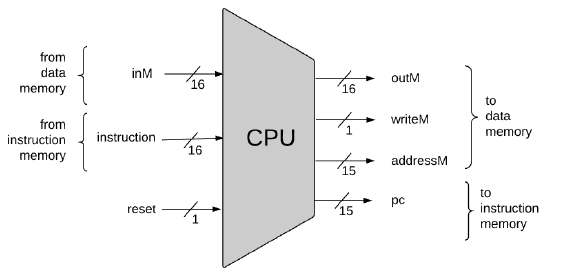 from
data
memory
inM
16
from
instruction
memory
instruction
16
reset
1
CPU
16
outM
1
writeM
15
addressM
15
pc
to
data
memory
to
instruction
memory